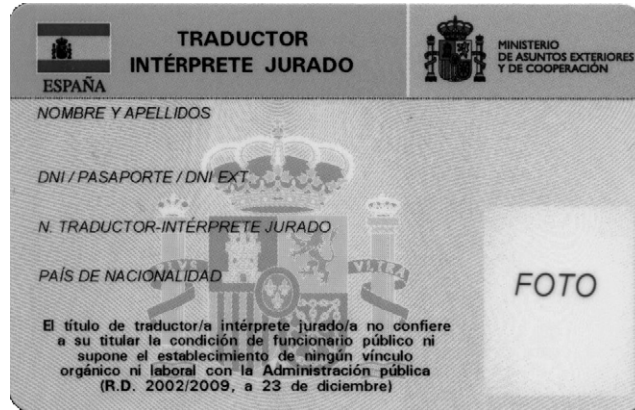 TRADUCTOR
INTÉRPRETE JURADO
ESPAÑA
MINISTERIO
DE ASUNTOS EXTERIORES
Y DE COOPERACIÓN
NOMBRE Y APELLIDOS
DNI / PASAPORTE / DNI EXT.
N. TRADUCTOR-INTÉRPRETE JURADO
PAÍS DE NACIONALIDAD
FOTO
El título de traductor/a intérprete jurado/a no confiere
a su titular la condición de funcionario público ni
supone el establecimiento de ningún vínculo
orgánico ni laboral con la Administración pública
(R.D. 2002/2009, a 23 de diciembre)